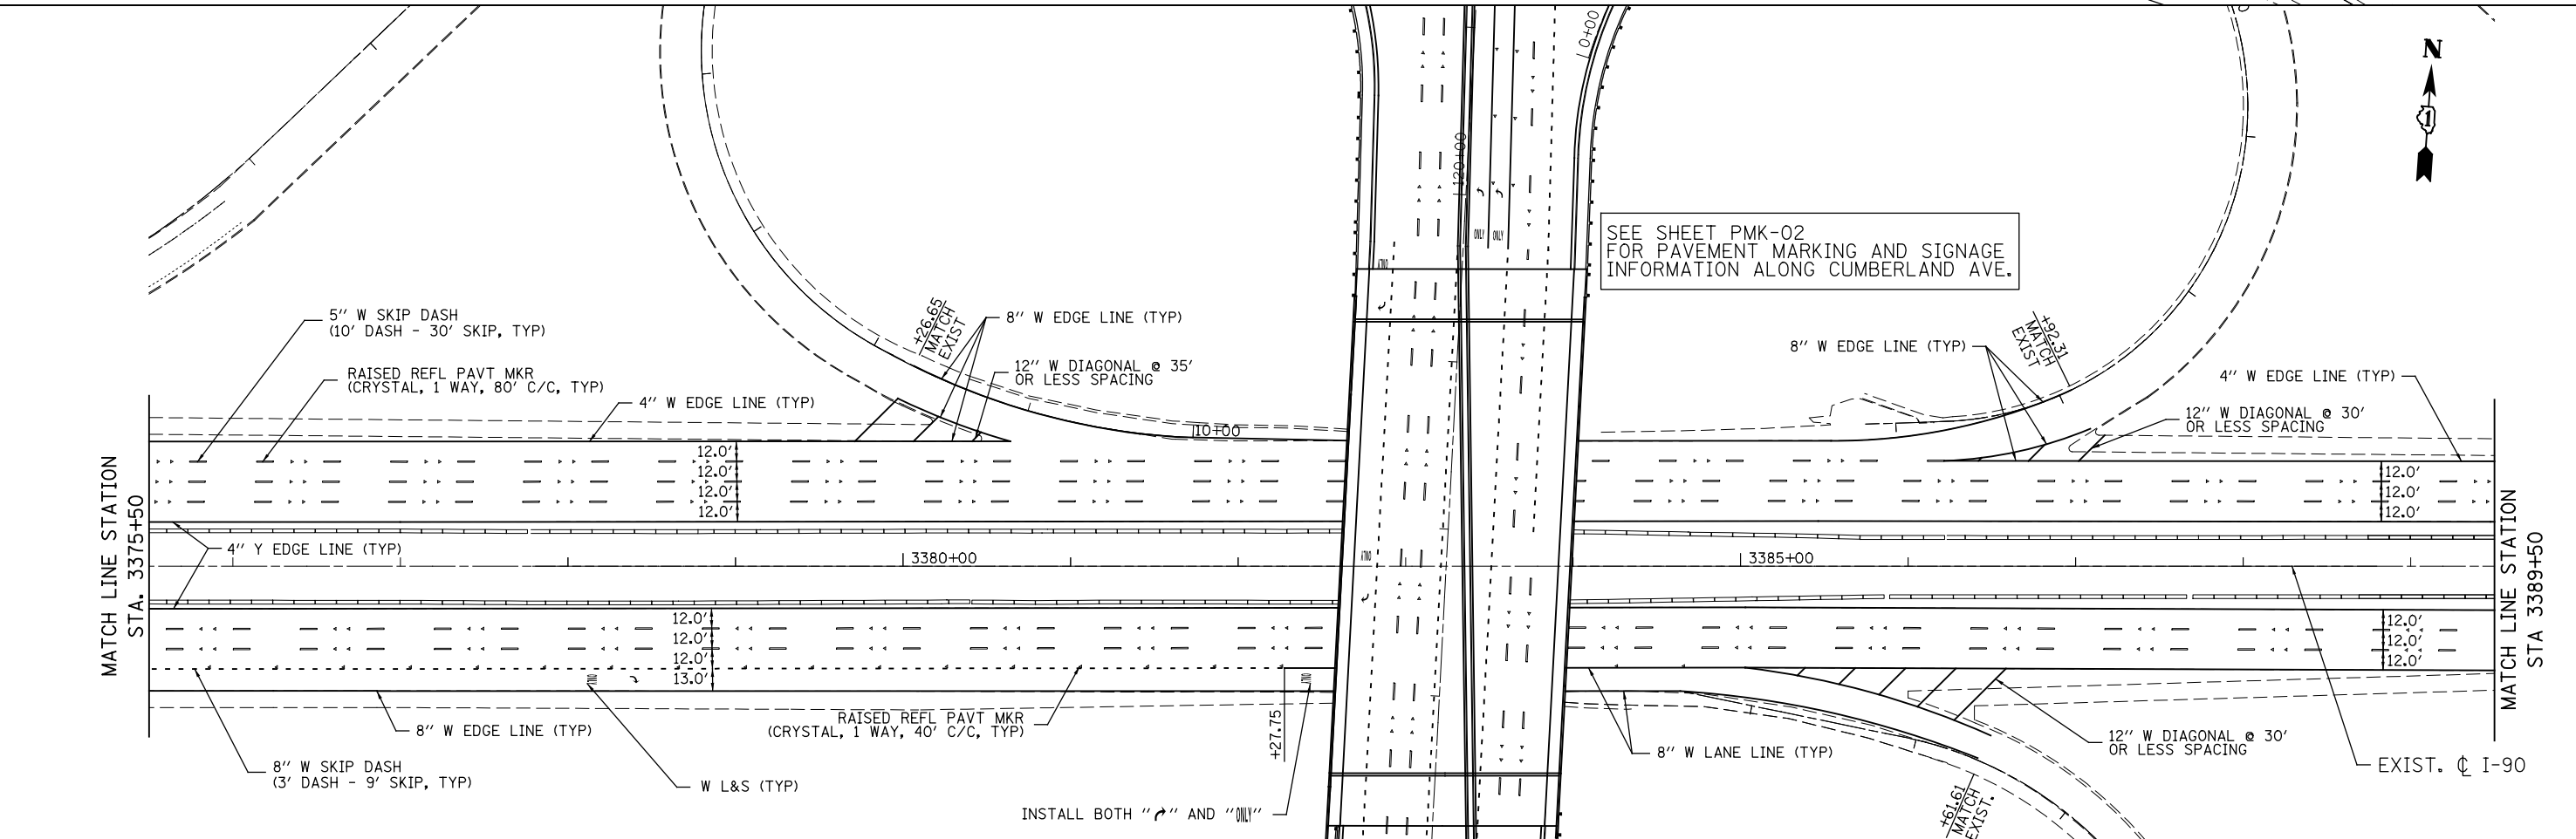 N
1
10+00
120+00
ONLY ONLY
ONLY
SEE SHEET PMK-02
FOR PAVEMENT MARKING AND SIGNAGE
INFORMATION ALONG CUMBERLAND AVE.
5" W SKIP DASH
(10' DASH - 30' SKIP, TYP)
RAISED REFL PAVT MKR
(CRYSTAL, 1 WAY, 80' C/C, TYP)
4" W EDGE LINE (TYP)
+26.65
MATCH
EXIST
8" W EDGE LINE (TYP)
12" W DIAGONAL @ 35'
OR LESS SPACING
10+00
8" W EDGE LINE (TYP)
+92.31
MATCH
EXIST
4" W EDGE LINE (TYP)
12" W DIAGONAL @ 30'
OR LESS SPACING
MATCH LINE STATION
STA. 3375+50
12.0'
12.0'
12.0'
12.0'
12.0'
12.0'
12.0'
4" Y EDGE LINE (TYP)
3380+00
ONLY
3385+00
MATCH LINE STATION
STA 3389+50
12.0'
12.0'
12.0'
13.0'
12.0'
12.0'
12.0'
ONLY
ONLY
8" W EDGE LINE (TYP)
RAISED REFL PAVT MKR
(CRYSTAL, 1 WAY, 40' C/C, TYP)
+27.75
8" W LANE LINE (TYP)
12" W DIAGONAL @ 30'
OR LESS SPACING
EXIST. ℄ I-90
8" W SKIP DASH
(3' DASH - 9' SKIP, TYP)
W L&S (TYP)
INSTALL BOTH "↱" AND "ONLY"
+61.61
MATCH
EXIST.